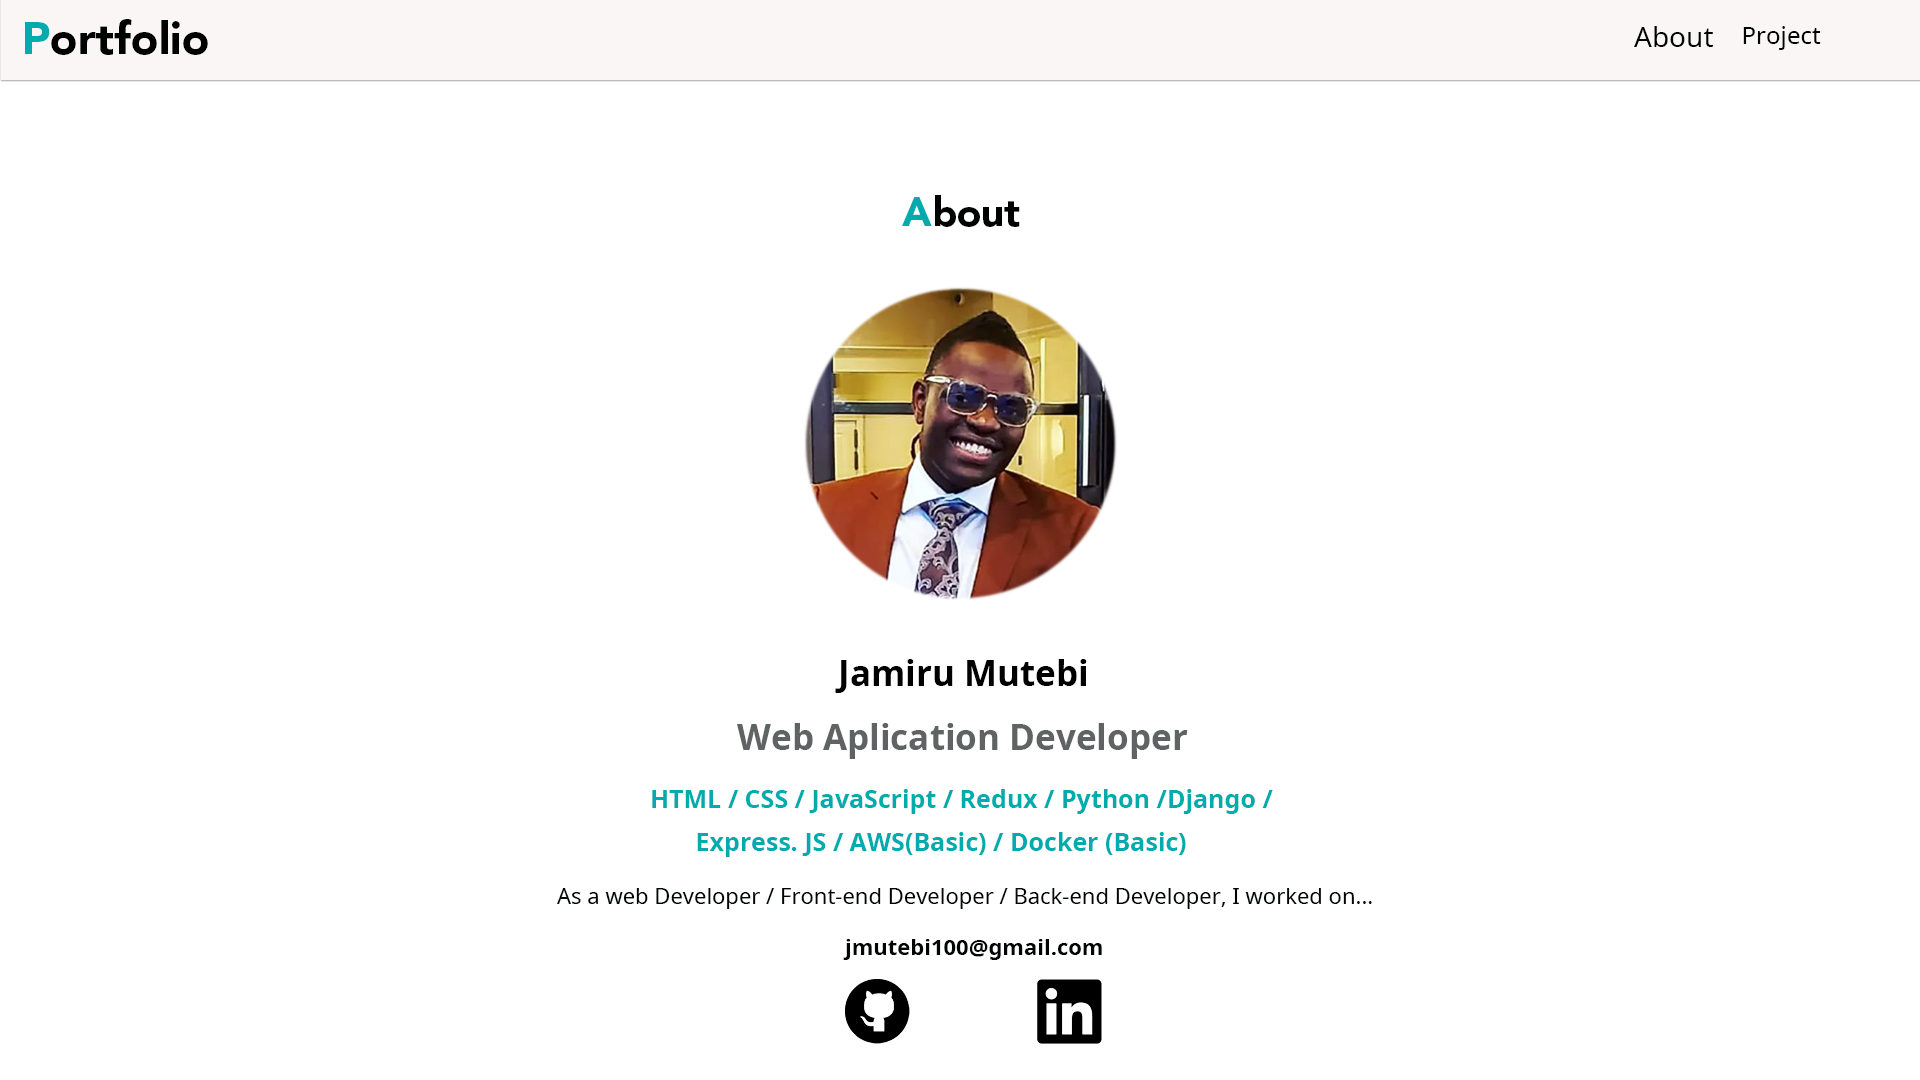 Portfolio
About Project
About
Jamiru Mutebi
Web Aplication Developer
HTML / CSS / JavaScript / Redux / Python /Django /
Express. JS / AWS(Basic) / Docker (Basic)
As a web Developer / Front-end Developer / Back-end Developer, I worked on...
jmutebi100@gmail.com
in